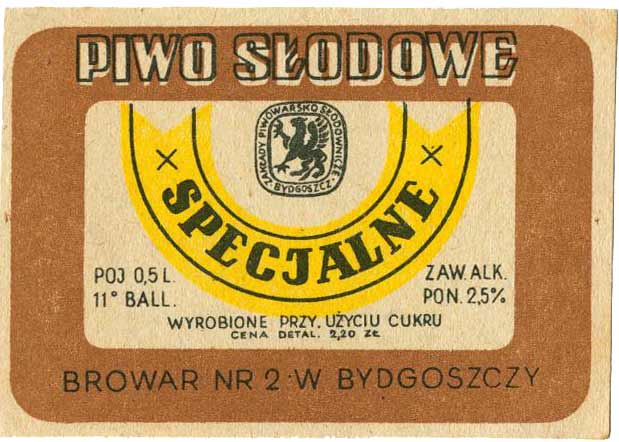 PIWO SŁODOWE
ZAKŁADY PIWOWARSKO SŁODOWNICZE
BYDGOSZCZ
SPECJALNE
POJ 0,5 L.
11° BALL.
ZAW. ALK.
PON. 2,5%
WYROBIONE PRZY. UŻYCIU CUKRU
CENA DETAL. 2,20 ZŁ
BROWAR NR 2 · W BYDGOSZCZY